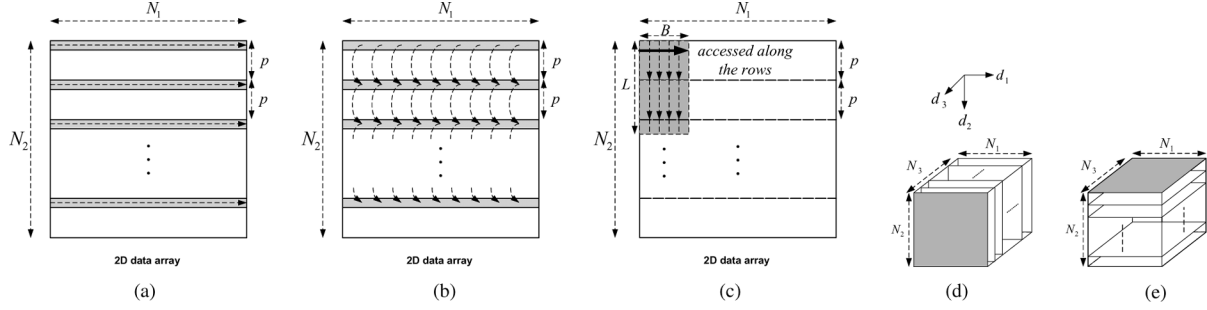 N₁
N₂
p
p
2D data array
(a)
N₁
N₂
p
p
2D data array
(b)
N₁
B
accessed along
the rows
L
N₂
p
p
2D data array
(c)
d₁
d₃
d₂
N₃
N₁
N₂
(d)
N₃
N₁
N₂
(e)